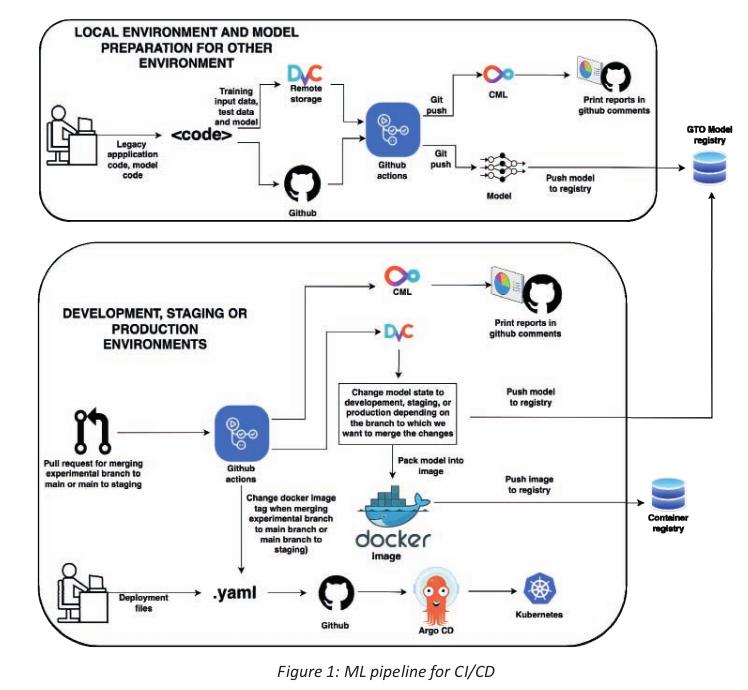 LOCAL ENVIRONMENT AND MODEL
PREPARATION FOR OTHER
ENVIRONMENT
Legacy
appplication
code, model
code
<code>
Training
input data,
test data
and model
DVC
Remote
storage
Github
Github
actions
Git
push
CML
Print reports in
github comments
Git
push
Model
Push model
to registry
GTO Model
registry
DEVELOPMENT, STAGING OR
PRODUCTION
ENVIRONMENTS
CML
Print reports in
github comments
DVC
Change model state to
developement, staging, or
production depending on
the branch to which we
want to merge the changes
Push model
to registry
Pull request for merging
experimental branch to
main or main to staging
Github
actions
Pack model into
image
Change docker image
tag when merging
experimental branch
to main branch or
main branch to
staging)
docker
image
Push image
to registry
Container
registry
Deployment
files
.yaml
Github
Argo CD
Kubernetes
Figure 1: ML pipeline for CI/CD